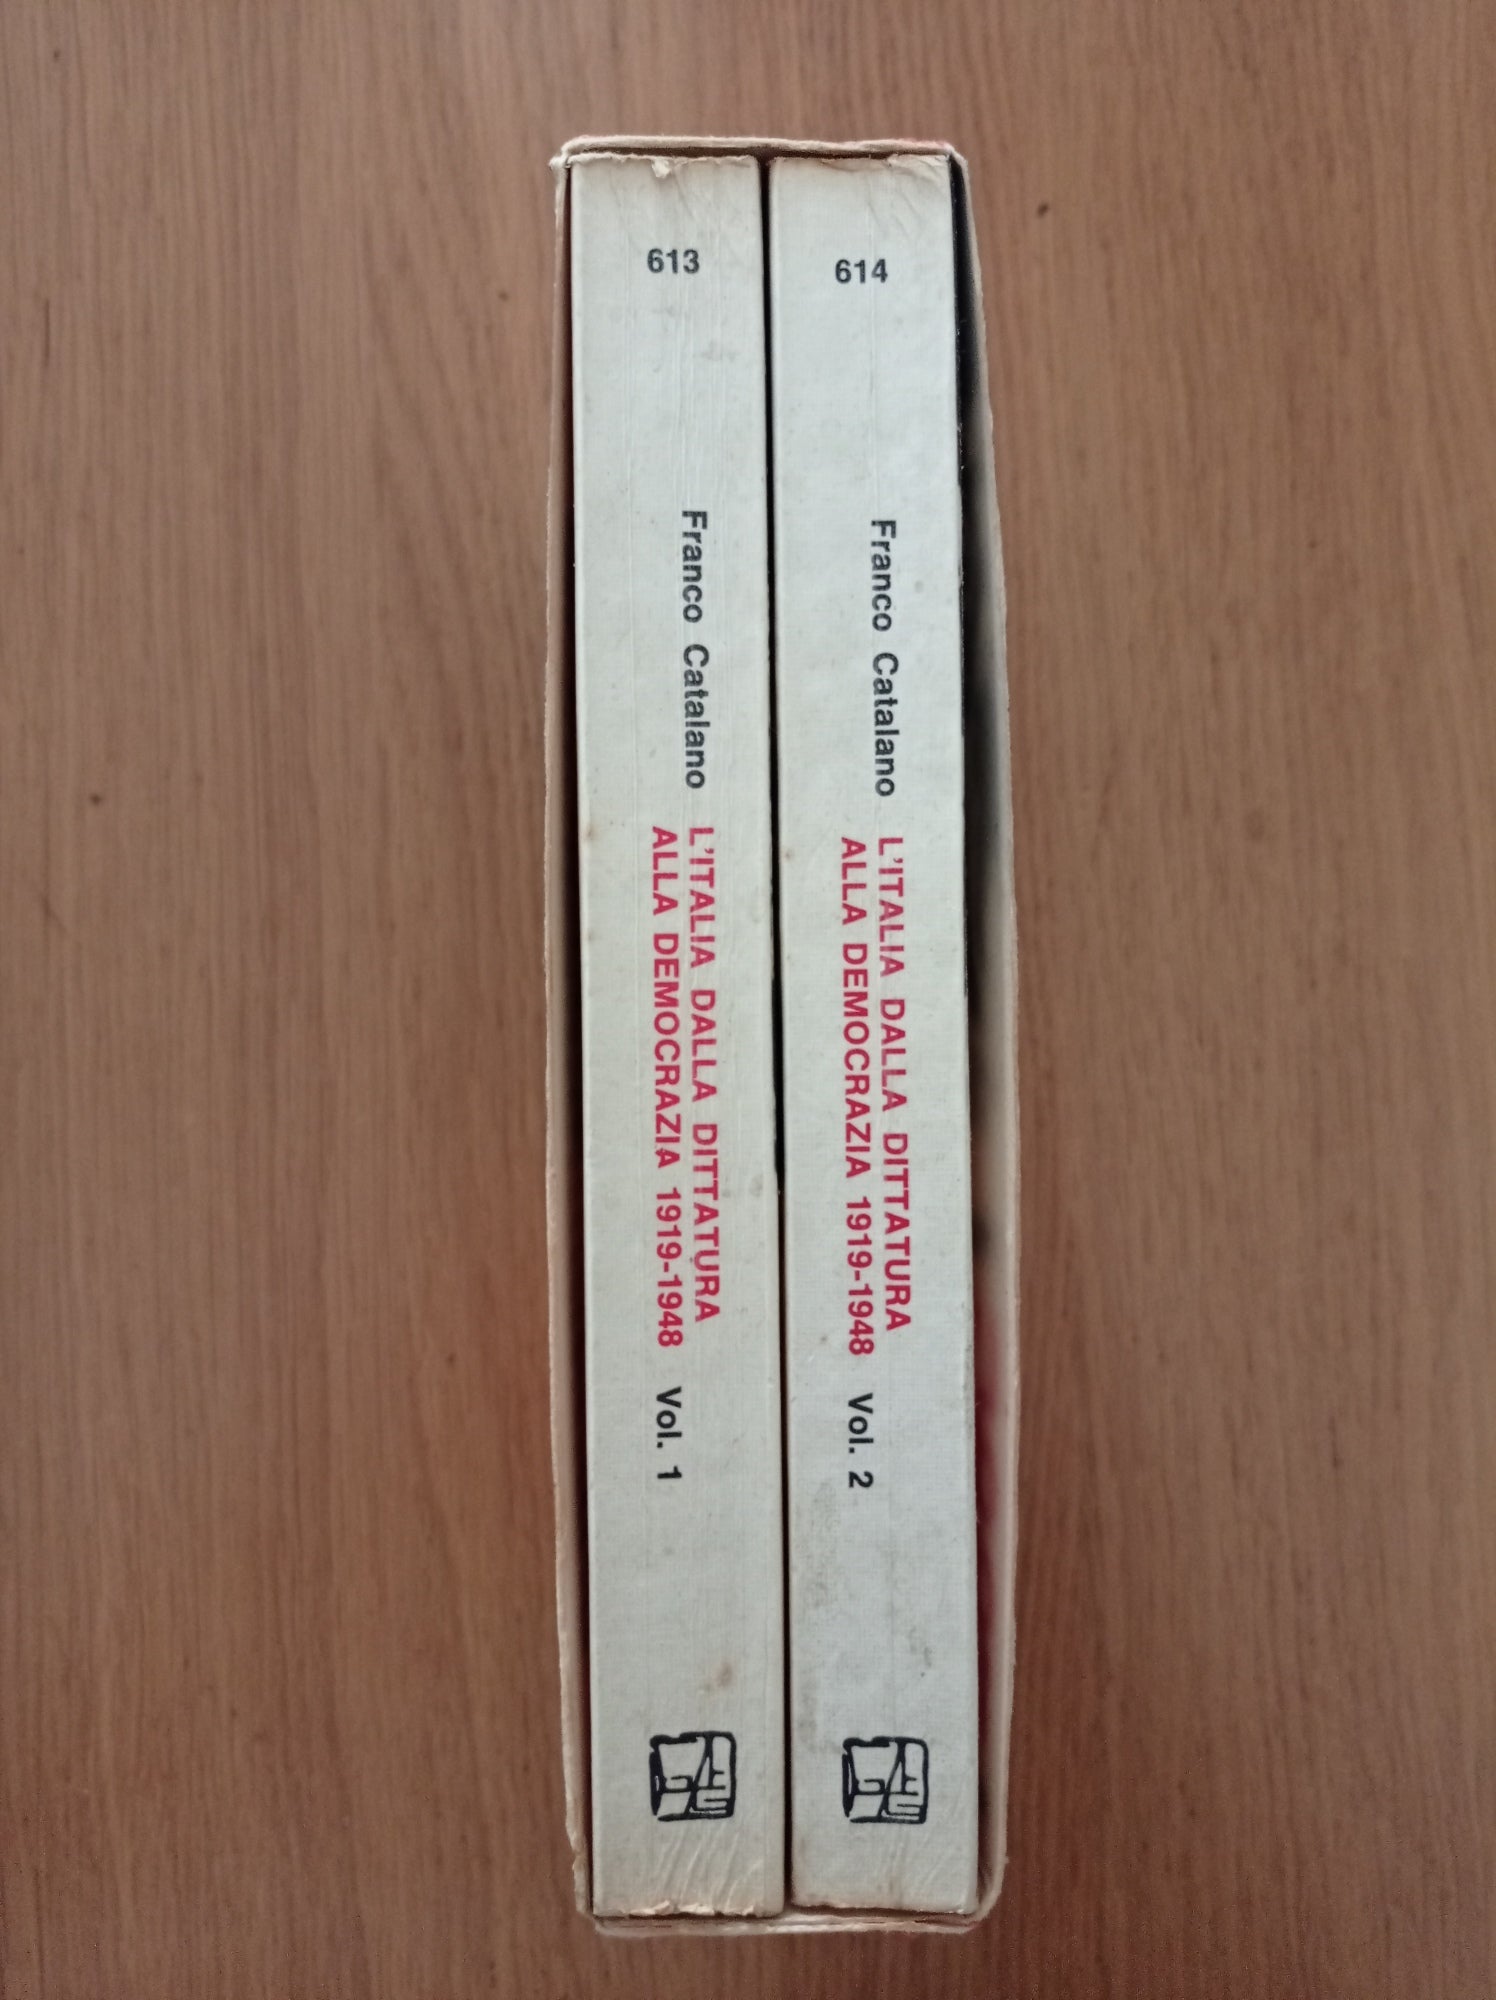 613
Franco Catalano
L'ITALIA DALLA DITTATURA
ALLA DEMOCRAZIA 1919-1948 Vol. 1
614
Franco Catalano
L'ITALIA DALLA DITTATURA
ALLA DEMOCRAZIA 1919-1948 Vol. 2